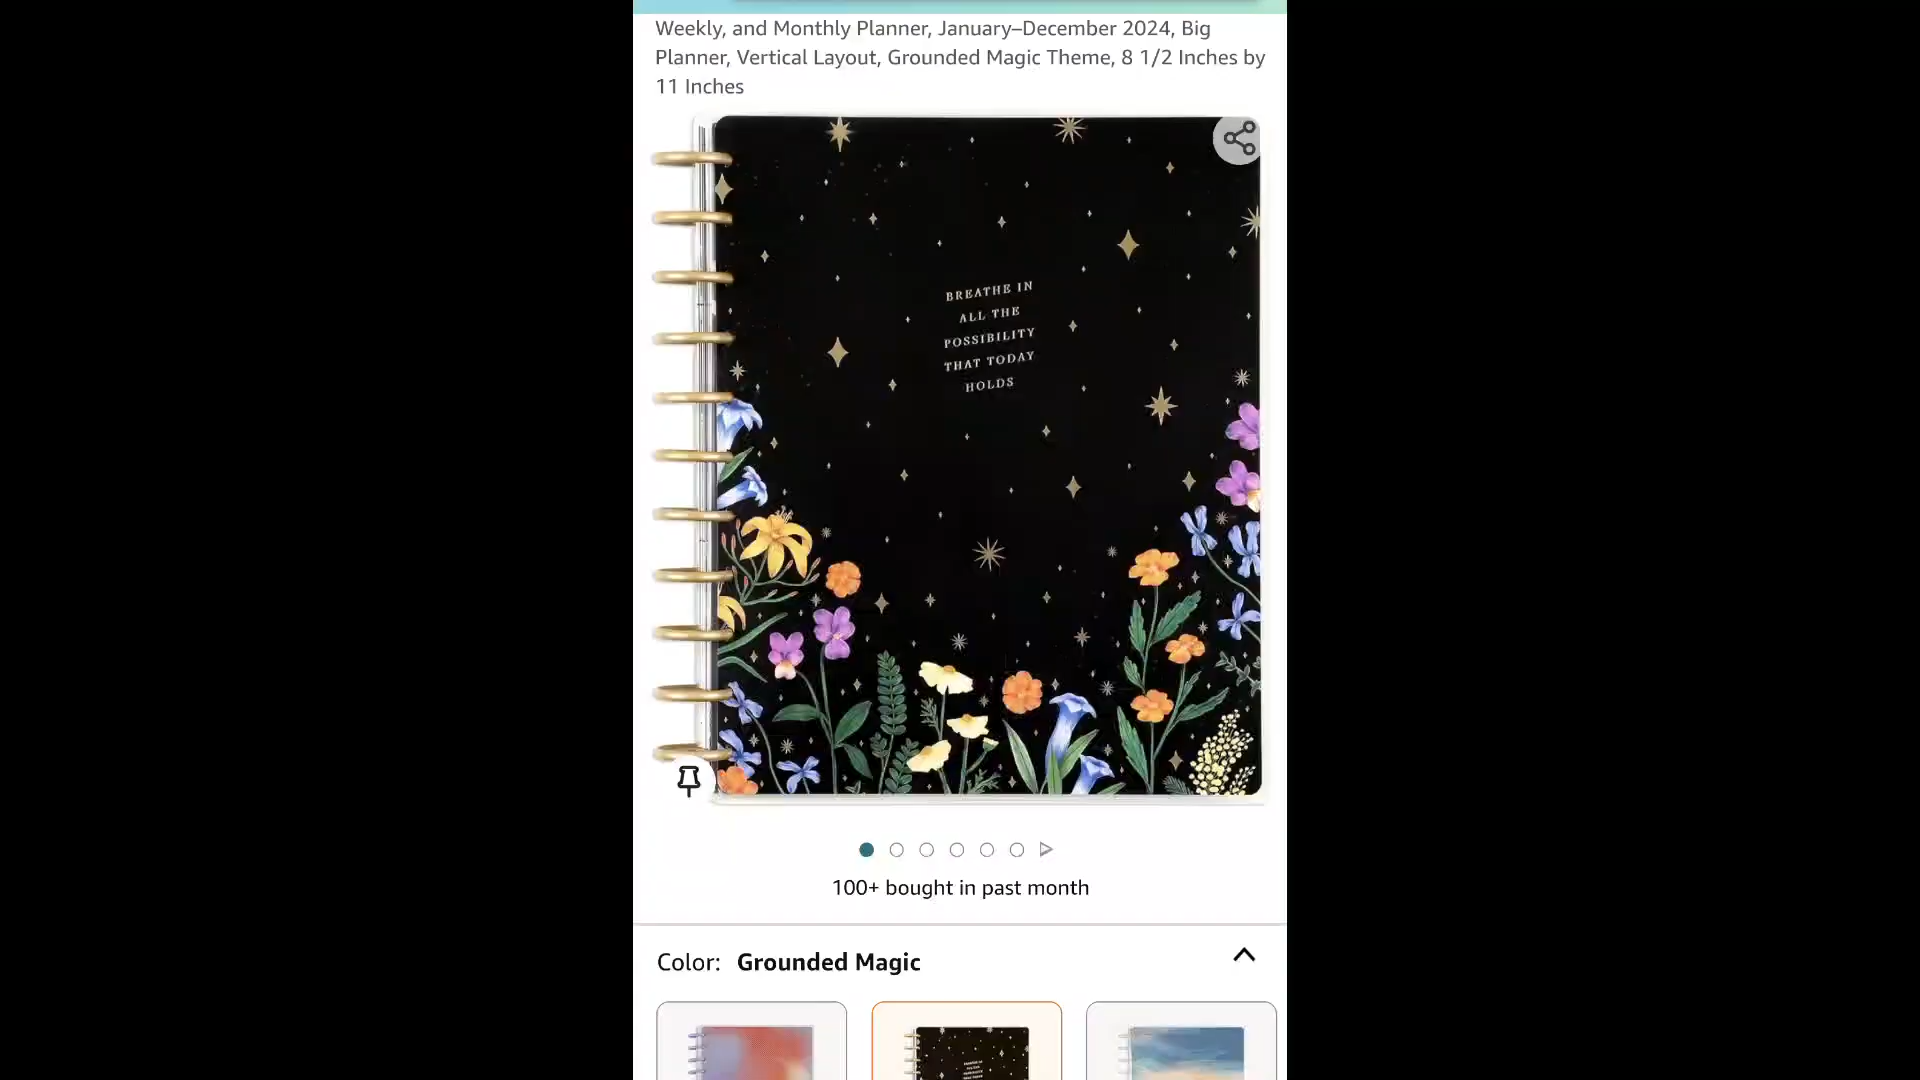 Weekly, and Monthly Planner, January–December 2024, Big
Planner, Vertical Layout, Grounded Magic Theme, 8 1/2 Inches by
11 Inches
BREATHE IN
ALL THE
POSSIBILITY
THAT TODAY
HOLDS
100+ bought in past month
Color: Grounded Magic